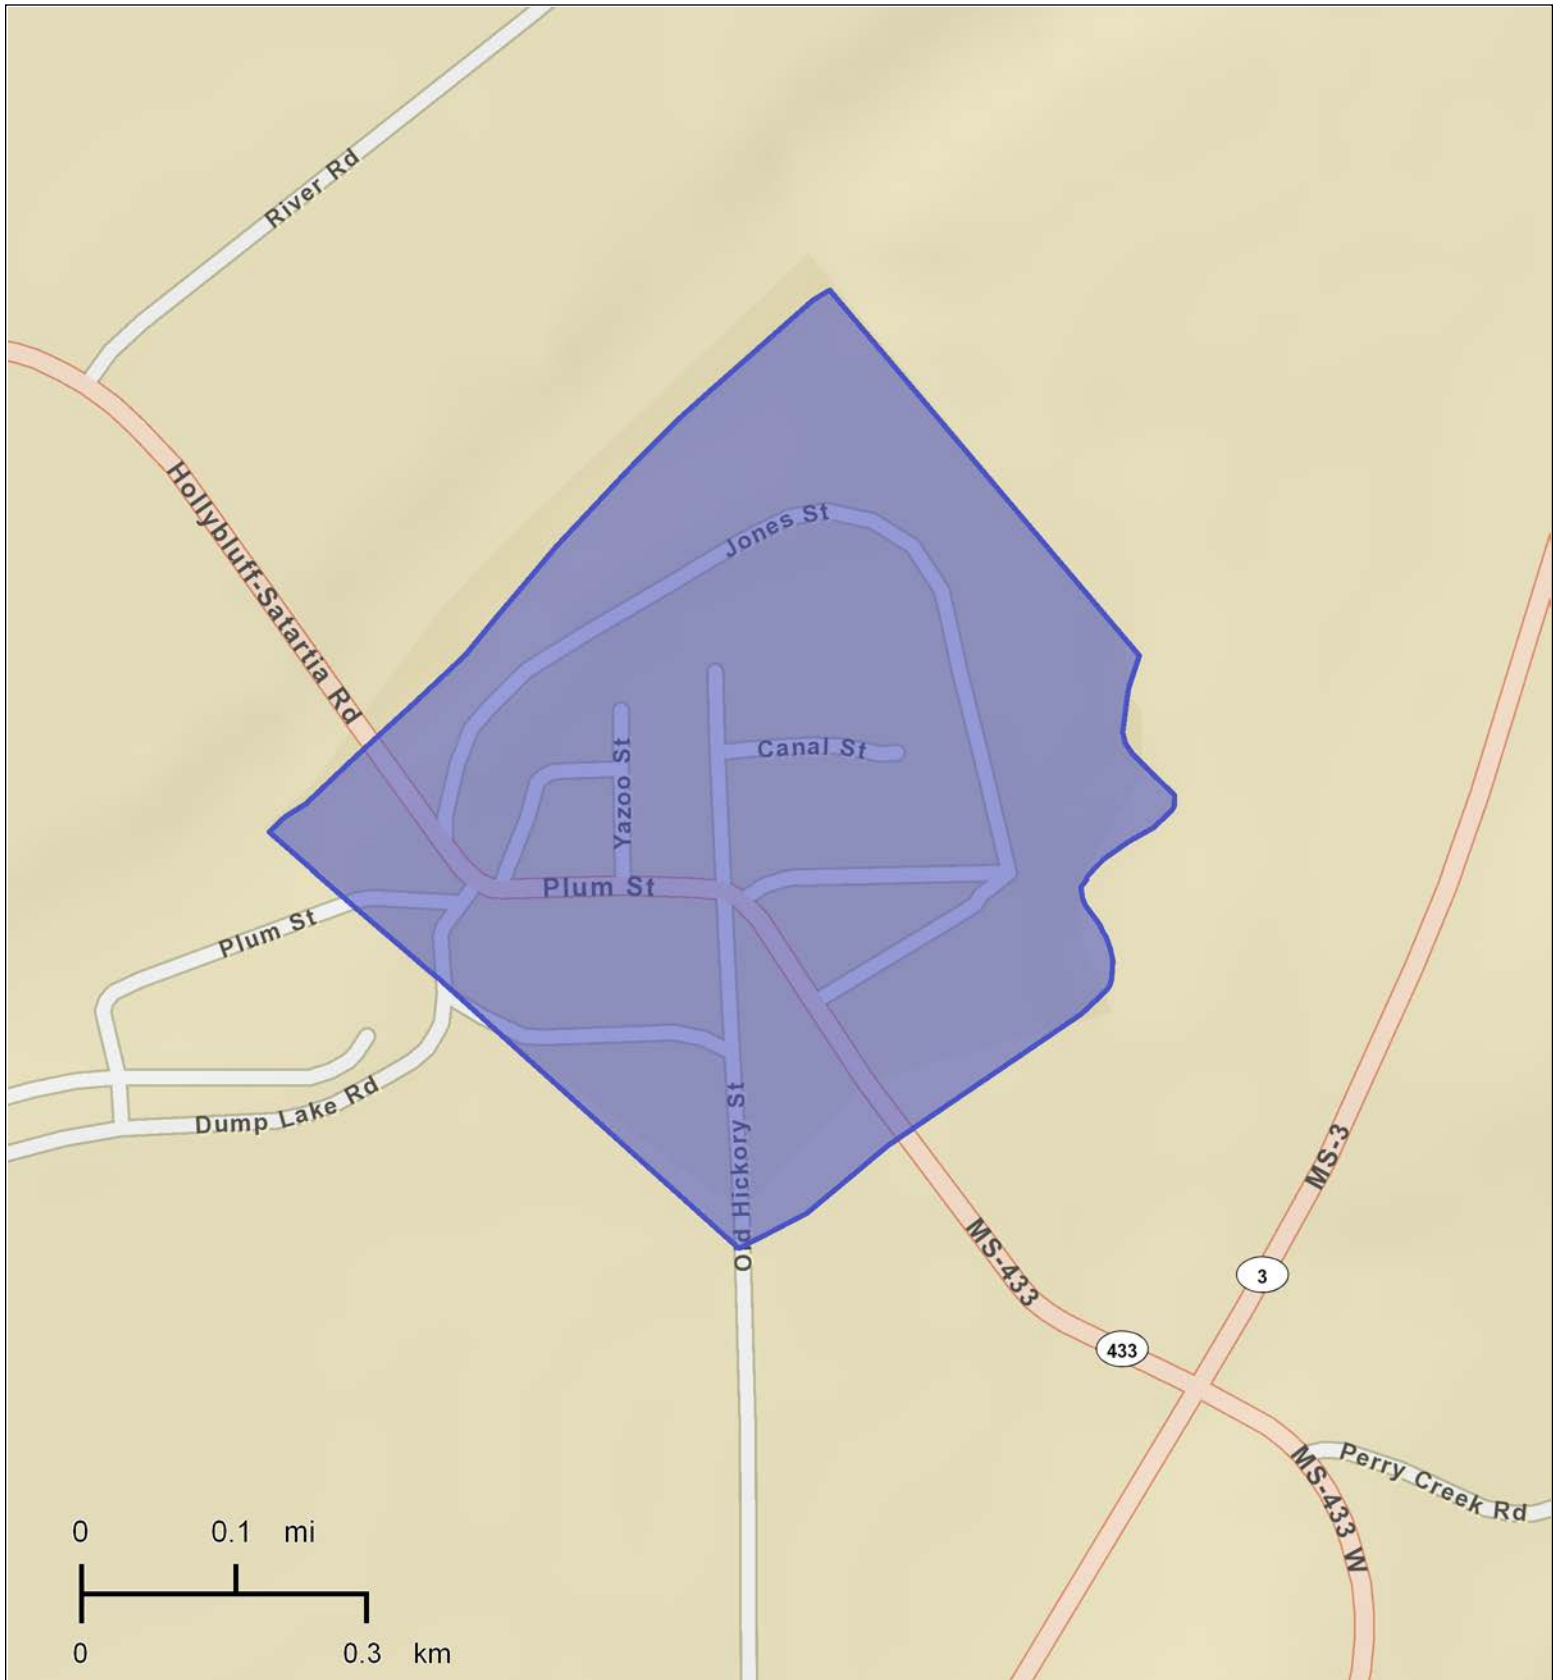 River Rd
Hollybluff-Satartia Rd
Jones St
Canal St
Yazoo St
Plum St
Plum St
Dump Lake Rd
Old Hickory St
MS-3
MS-433
3
433
Perry Creek Rd
MS-433 W
0 0.1 mi
0 0.3 km